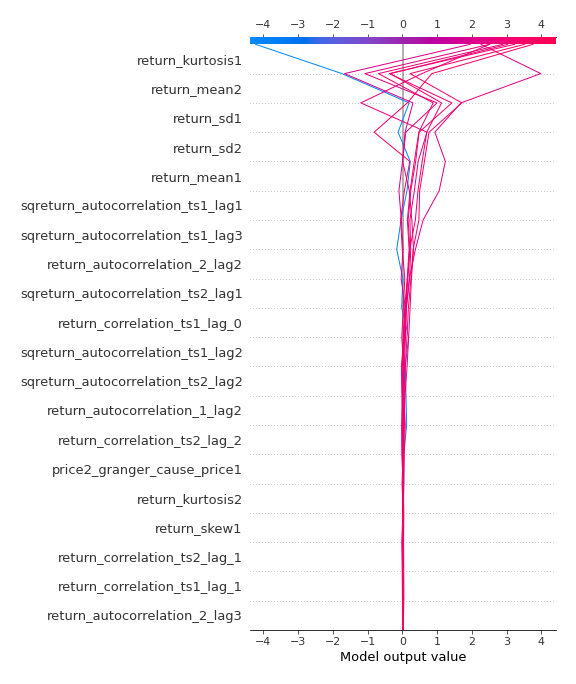 −4 −3 −2 −1 0 1 2 3 4
return_kurtosis1
return_mean2
return_sd1
return_sd2
return_mean1
sqreturn_autocorrelation_ts1_lag1
sqreturn_autocorrelation_ts1_lag3
return_autocorrelation_2_lag2
sqreturn_autocorrelation_ts2_lag1
return_correlation_ts1_lag_0
sqreturn_autocorrelation_ts1_lag2
sqreturn_autocorrelation_ts2_lag2
return_autocorrelation_1_lag2
return_correlation_ts2_lag_2
price2_granger_cause_price1
return_kurtosis2
return_skew1
return_correlation_ts2_lag_1
return_correlation_ts1_lag_1
return_autocorrelation_2_lag3
−4 −3 −2 −1 0 1 2 3 4
Model output value